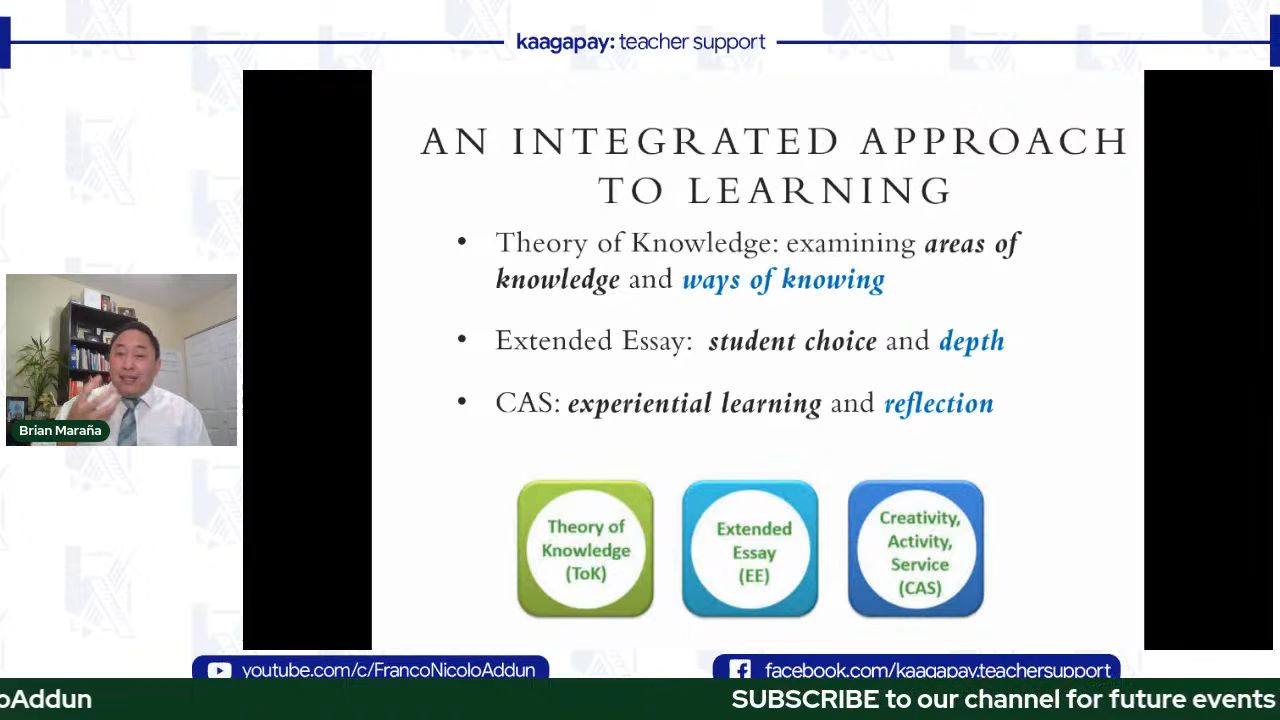 kaagapay: teacher support
AN INTEGRATED APPROACH
TO LEARNING
• Theory of Knowledge: examining areas of
knowledge and ways of knowing
• Extended Essay: student choice and depth
• CAS: experiential learning and reflection
Brian Maraña
Theory of
Knowledge
(ToK)
Extended
Essay
(EE)
Creativity,
Activity,
Service
(CAS)
youtube.com/c/FrancoNicoloAddun
facebook.com/kaagapay.teachersupport
oAddun
SUBSCRIBE to our channel for future events